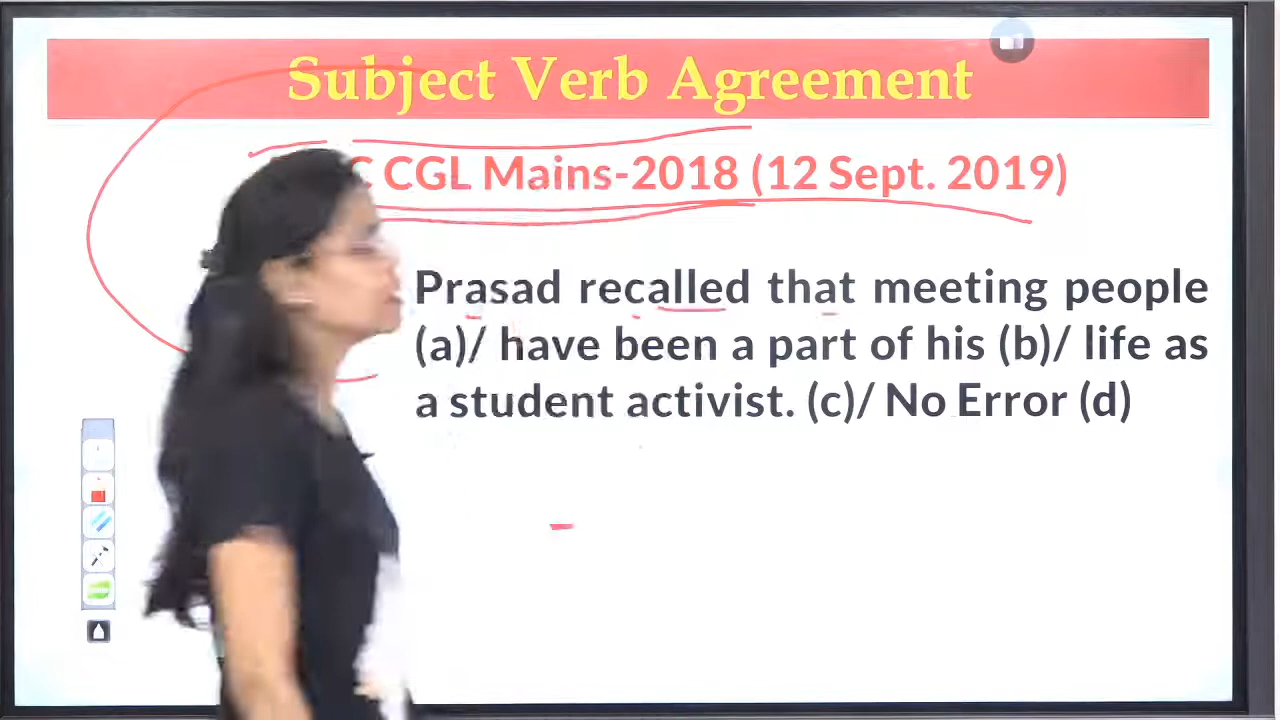 Subject Verb Agreement
C CGL Mains-2018 (12 Sept. 2019)
Prasad recalled that meeting people
(a)/ have been a part of his (b)/ life as
a student activist. (c)/ No Error (d)